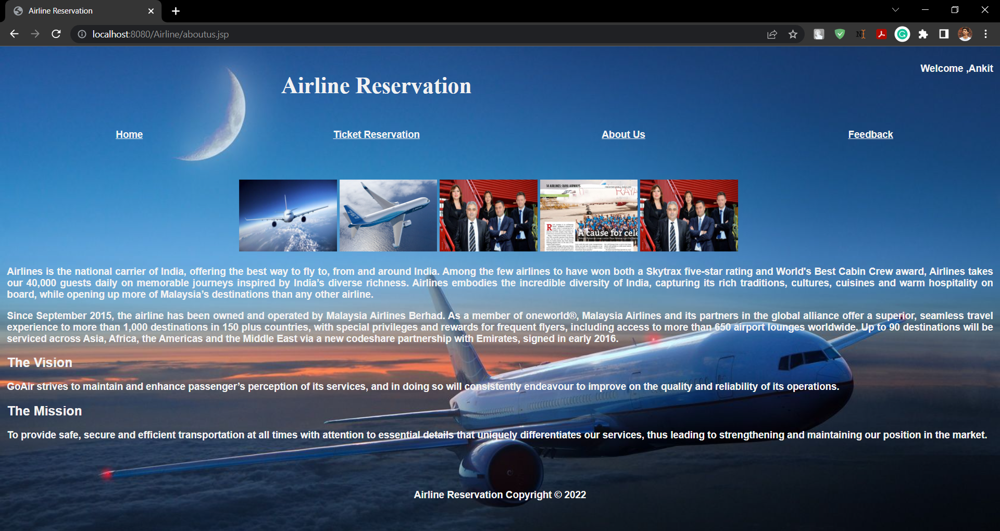 Airline Reservation
localhost:8080/Airline/aboutus.jsp
Welcome ,Ankit
Airline Reservation
Home Ticket Reservation About Us Feedback
767
14 AIRLINES: RAYA AIRWAYS
RAYA
A cause for cele
Airlines is the national carrier of India, offering the best way to fly to, from and around India. Among the few airlines to have won both a Skytrax five-star rating and World's Best Cabin Crew award, Airlines takes
our 40,000 guests daily on memorable journeys inspired by India’s diverse richness. Airlines embodies the incredible diversity of India, capturing its rich traditions, cultures, cuisines and warm hospitality on
board, while opening up more of Malaysia’s destinations than any other airline.
Since September 2015, the airline has been owned and operated by Malaysia Airlines Berhad. As a member of oneworld®, Malaysia Airlines and its partners in the global alliance offer a superior, seamless travel
experience to more than 1,000 destinations in 150 plus countries, with special privileges and rewards for frequent flyers, including access to more than 650 airport lounges worldwide. Up to 90 destinations will be
serviced across Asia, Africa, the Americas and the Middle East via a new codeshare partnership with Emirates, signed in early 2016.
The Vision
GoAir strives to maintain and enhance passenger’s perception of its services, and in doing so will consistently endeavour to improve on the quality and reliability of its operations.
The Mission
To provide safe, secure and efficient transportation at all times with attention to essential details that uniquely differentiates our services, thus leading to strengthening and maintaining our position in the market.
Airline Reservation Copyright © 2022